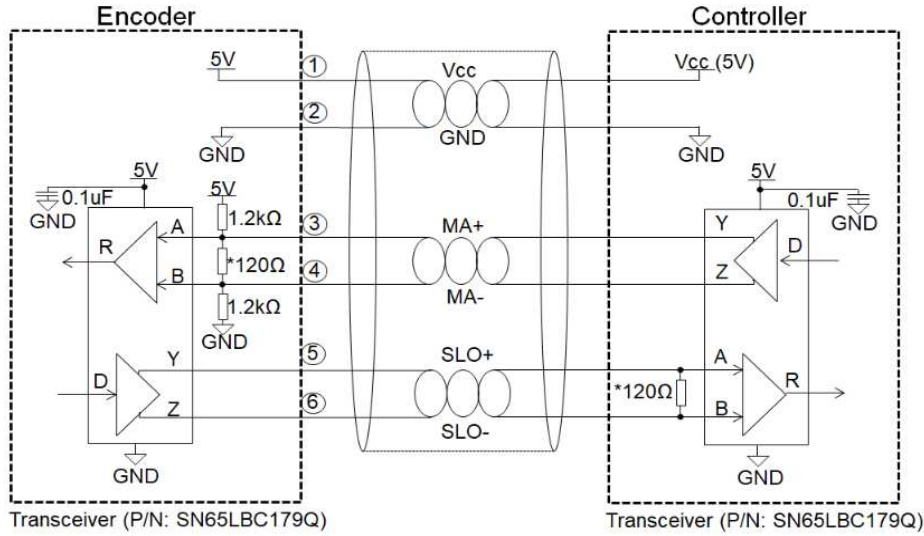 Encoder
Controller
5V
1
Vcc
Vcc (5V)
2
GND
GND
GND
5V
0.1uF
GND
5V
1.2kΩ
3
MA+
5V
0.1uF
GND
A
Y
R
D
*120Ω
B
4
MA-
Z
1.2kΩ
GND
5
SLO+
Y
A
D
*120Ω
R
Z
6
SLO-
B
GND
GND
Transceiver (P/N: SN65LBC179Q)
Transceiver (P/N: SN65LBC179Q)